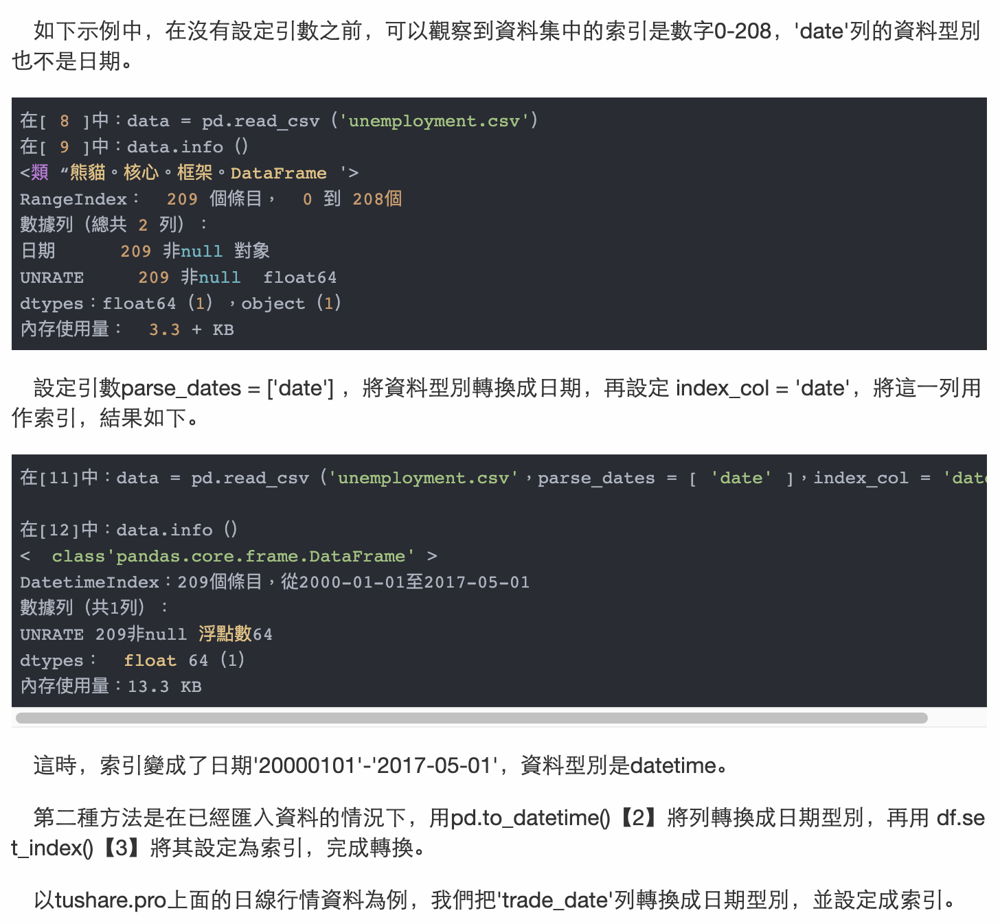 如下示例中，在沒有設定引數之前，可以觀察到資料集中的索引是數字0-208，'date'列的資料型別
也不是日期。
在[ 8 ]中：data = pd.read_csv（'unemployment.csv'）
在[ 9 ]中：data.info（）
<類 “熊貓。核心。框架。DataFrame '>
RangeIndex： 209 個條目， 0 到 208個
數據列（總共 2 列）：
日期 209 非null 對象
UNRATE 209 非null float64
dtypes：float64（1），object（1）
內存使用量： 3.3 + KB
設定引數parse_dates = ['date'] ，將資料型別轉換成日期，再設定 index_col = 'date'，將這一列用
作索引，結果如下。
在[11]中：data = pd.read_csv（'unemployment.csv'，parse_dates = [ 'date' ]，index_col = 'date
在[12]中：data.info（）
< class'pandas.core.frame.DataFrame' >
DatetimeIndex：209個條目，從2000-01-01至2017-05-01
數據列（共1列）：
UNRATE 209非null 浮點數64
dtypes： float 64（1）
內存使用量：13.3 KB
這時，索引變成了日期'20000101'-'2017-05-01'，資料型別是datetime。
第二種方法是在已經匯入資料的情況下，用pd.to_datetime()【2】將列轉換成日期型別，再用 df.se
t_index()【3】將其設定為索引，完成轉換。
以tushare.pro上面的日線行情資料為例，我們把'trade_date'列轉換成日期型別，並設定成索引。